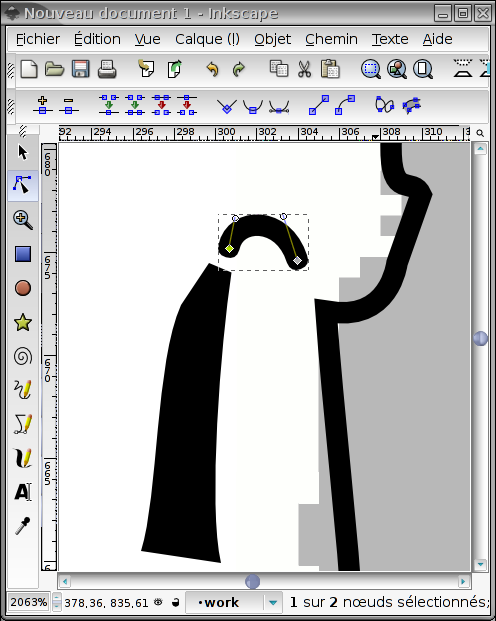 Nouveau document 1 - Inkscape
Fichier Édition Vue Calque (!) Objet Chemin Texte Aide
92 294 296 298 300 302 304 306 308 310
680
675
670
665
2063% 378,36, 835,61 •work 1 sur 2 nœuds sélectionnés;